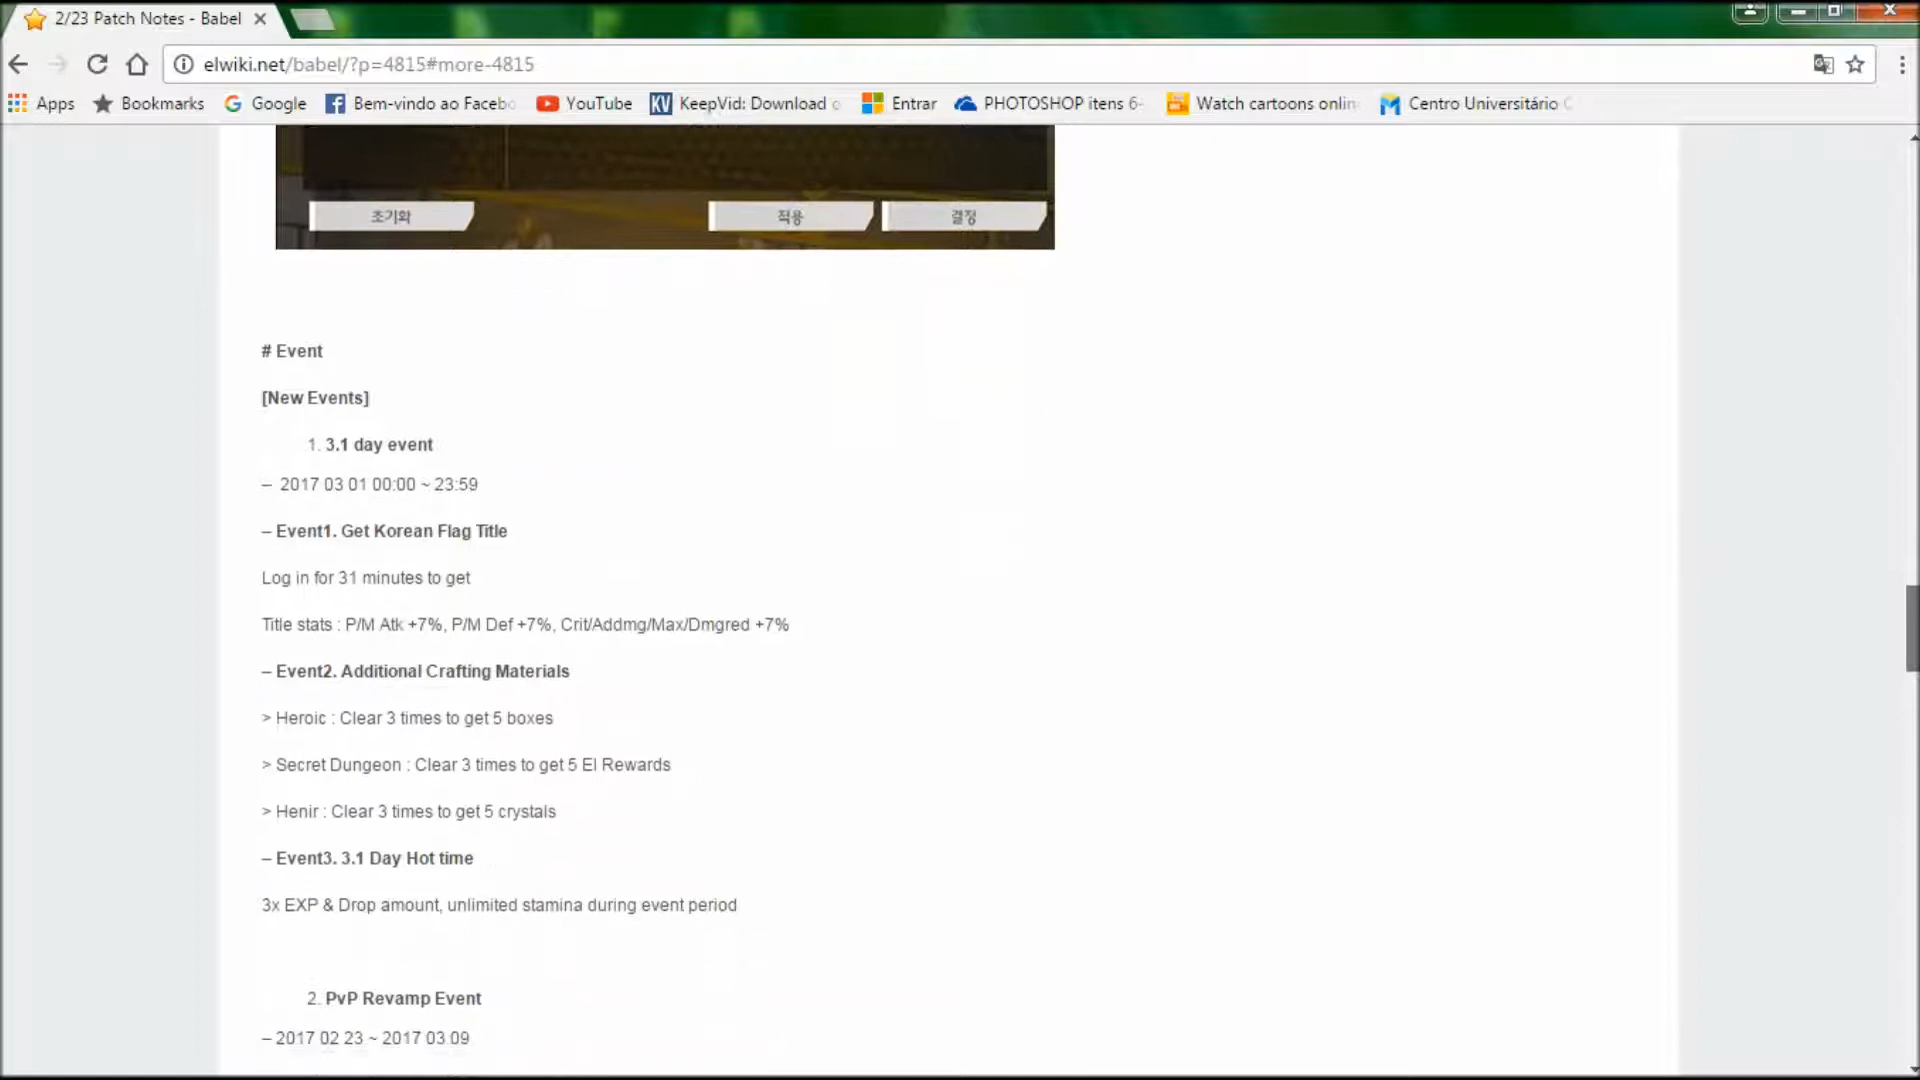 2/23 Patch Notes - Babel
elwiki.net/babel/?p=4815#more-4815
Apps Bookmarks Google Bem-vindo ao Facebo YouTube KeepVid: Download o Entrar PHOTOSHOP itens 6- Watch cartoons onlin Centro Universitário C
초기화 적용 결정
# Event
[New Events]
1. 3.1 day event
– 2017 03 01 00:00 ~ 23:59
– Event1. Get Korean Flag Title
Log in for 31 minutes to get
Title stats : P/M Atk +7%, P/M Def +7%, Crit/Addmg/Max/Dmgred +7%
– Event2. Additional Crafting Materials
> Heroic : Clear 3 times to get 5 boxes
> Secret Dungeon : Clear 3 times to get 5 El Rewards
> Henir : Clear 3 times to get 5 crystals
– Event3. 3.1 Day Hot time
3x EXP & Drop amount, unlimited stamina during event period
2. PvP Revamp Event
– 2017 02 23 ~ 2017 03 09